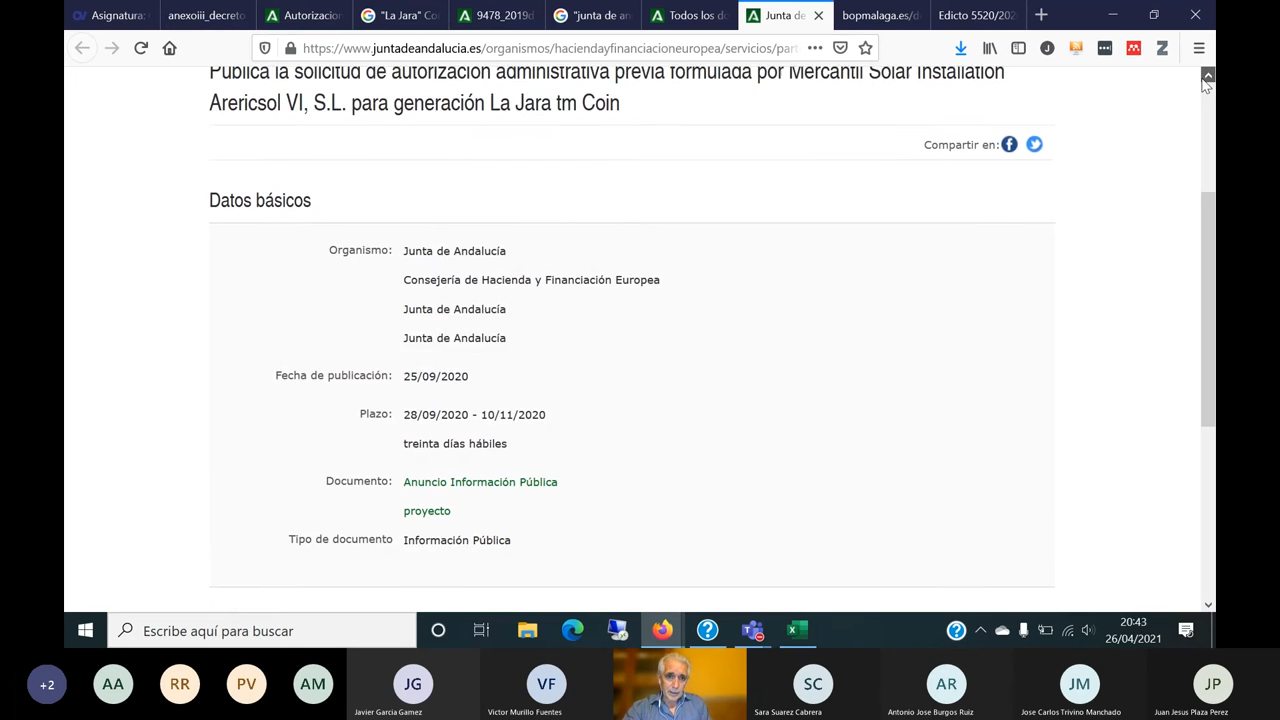 Asignatura:
anexoiii_decreto
Autorizacion
"La Jara" Co
9478_2019d
"junta de an
Todos los do
Junta de
bopmalaga.es/d
Edicto 5520/202
https://www.juntadeandalucia.es/organismos/haciendayfinanciacioneuropea/servicios/part
Publica la solicitud de autorización administrativa previa formulada por Mercantil Solar Installation
Arericsol VI, S.L. para generación La Jara tm Coin
Compartir en:
Datos básicos
Organismo: Junta de Andalucía
Consejería de Hacienda y Financiación Europea
Junta de Andalucía
Junta de Andalucía
Fecha de publicación: 25/09/2020
Plazo: 28/09/2020 - 10/11/2020
treinta días hábiles
Documento: Anuncio Información Pública
proyecto
Tipo de documento Información Pública
Escribe aquí para buscar
20:43
26/04/2021
+2
AA
RR
PV
AM
JG
VF
SC
AR
JM
JP
Javier Garcia Gamez
Victor Murillo Fuentes
Sara Suarez Cabrera
Antonio Jose Burgos Ruiz
Jose Carlos Trivino Manchado
Juan Jesus Plaza Perez